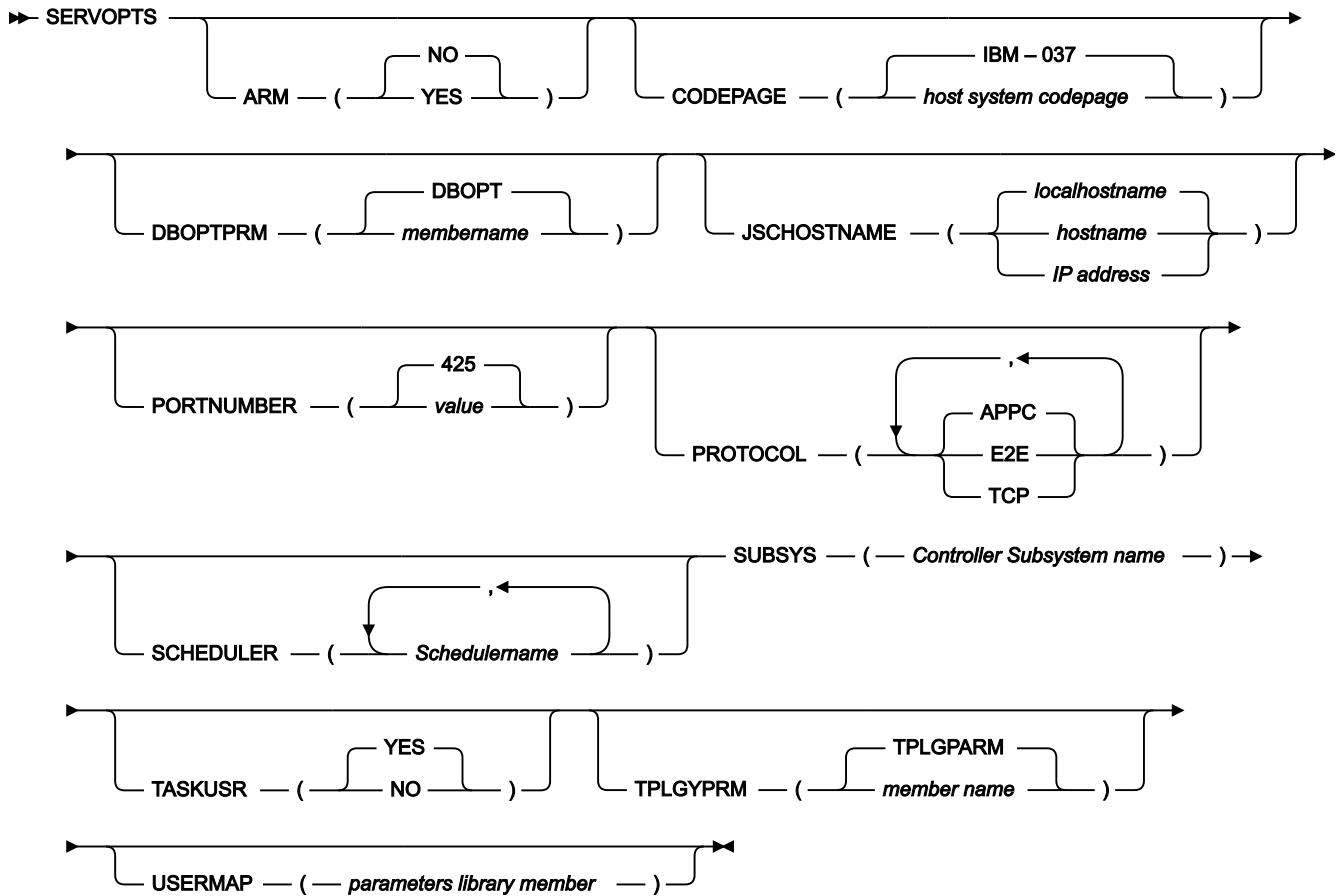 SERVOPTS
NO
IBM – 037
ARM ( YES ) CODEPAGE ( host system codepage )
DBOPT localhostname
DBOPTPRM ( membername ) JSCHOSTNAME ( hostname )
IP address
425 ,
PORTNUMBER ( value ) APPC
PROTOCOL ( E2E )
TCP
SUBSYS ( Controller Subsystem name )
,
SCHEDULER ( Schedulername )
YES TPLGPARM
TASKUSR ( NO ) TPLGYPRM ( member name )
USERMAP ( parameters library member )